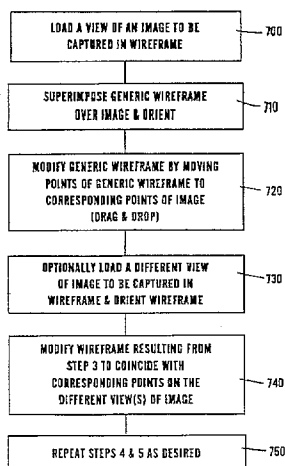 LOAD A VIEW OF AN IMAGE TO BE
CAPTURED IN WIREFRAME
700
SUPERIMPOSE GENERIC WIREFRAME
OVER IMAGE & ORIENT
710
MODIFY GENERIC WIREFRAME BY MOVING
POINTS OF GENERIC WIREFRAME TO
CORRESPONDING POINTS OF IMAGE
(DRAG & DROP)
720
OPTIONALLY LOAD A DIFFERENT VIEW
OF IMAGE TO BE CAPTURED IN
WIREFRAME & ORIENT WIREFRAME
730
MODIFY WIREFRAME RESULTING FROM
STEP 3 TO COINCIDE WITH
CORRESPONDING POINTS ON THE
DIFFERENT VIEW(S) OF IMAGE
740
REPEAT STEPS 4 & 5 AS DESIRED
750